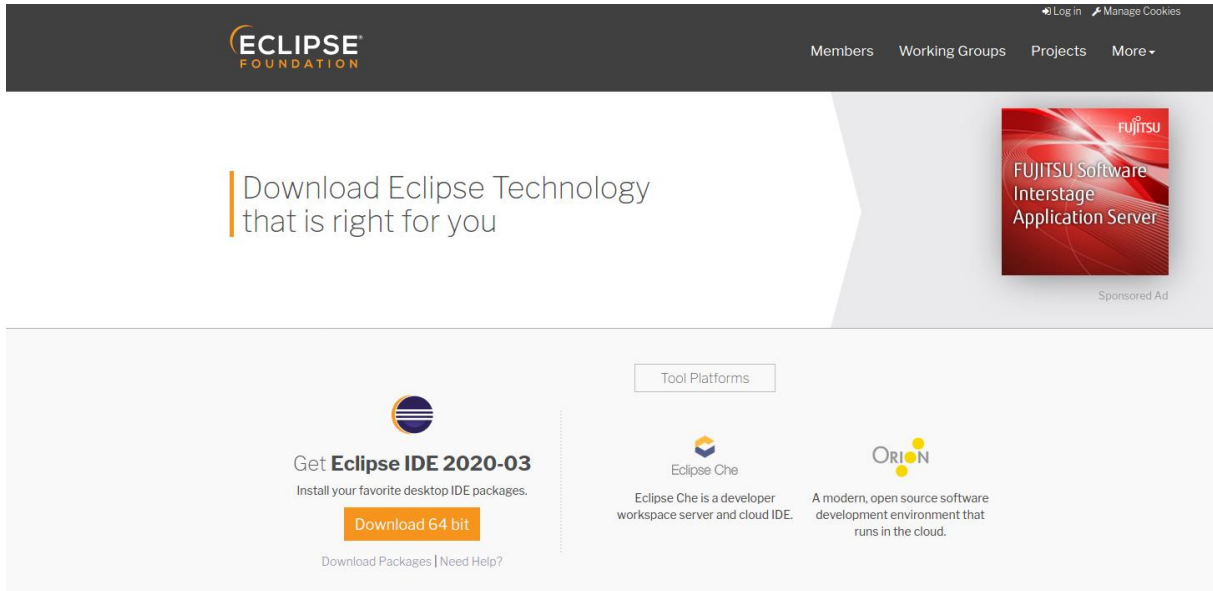 Log in Manage Cookies
ECLIPSE
FOUNDATION
Members Working Groups Projects More
Download Eclipse Technology
that is right for you
FUJITSU
FUJITSU Software
Interstage
Application Server
Sponsored Ad
Tool Platforms
Get Eclipse IDE 2020-03
Install your favorite desktop IDE packages.
Download 64 bit
Download Packages | Need Help?
Eclipse Che
Eclipse Che is a developer
workspace server and cloud IDE.
ORION
A modern, open source software
development environment that
runs in the cloud.